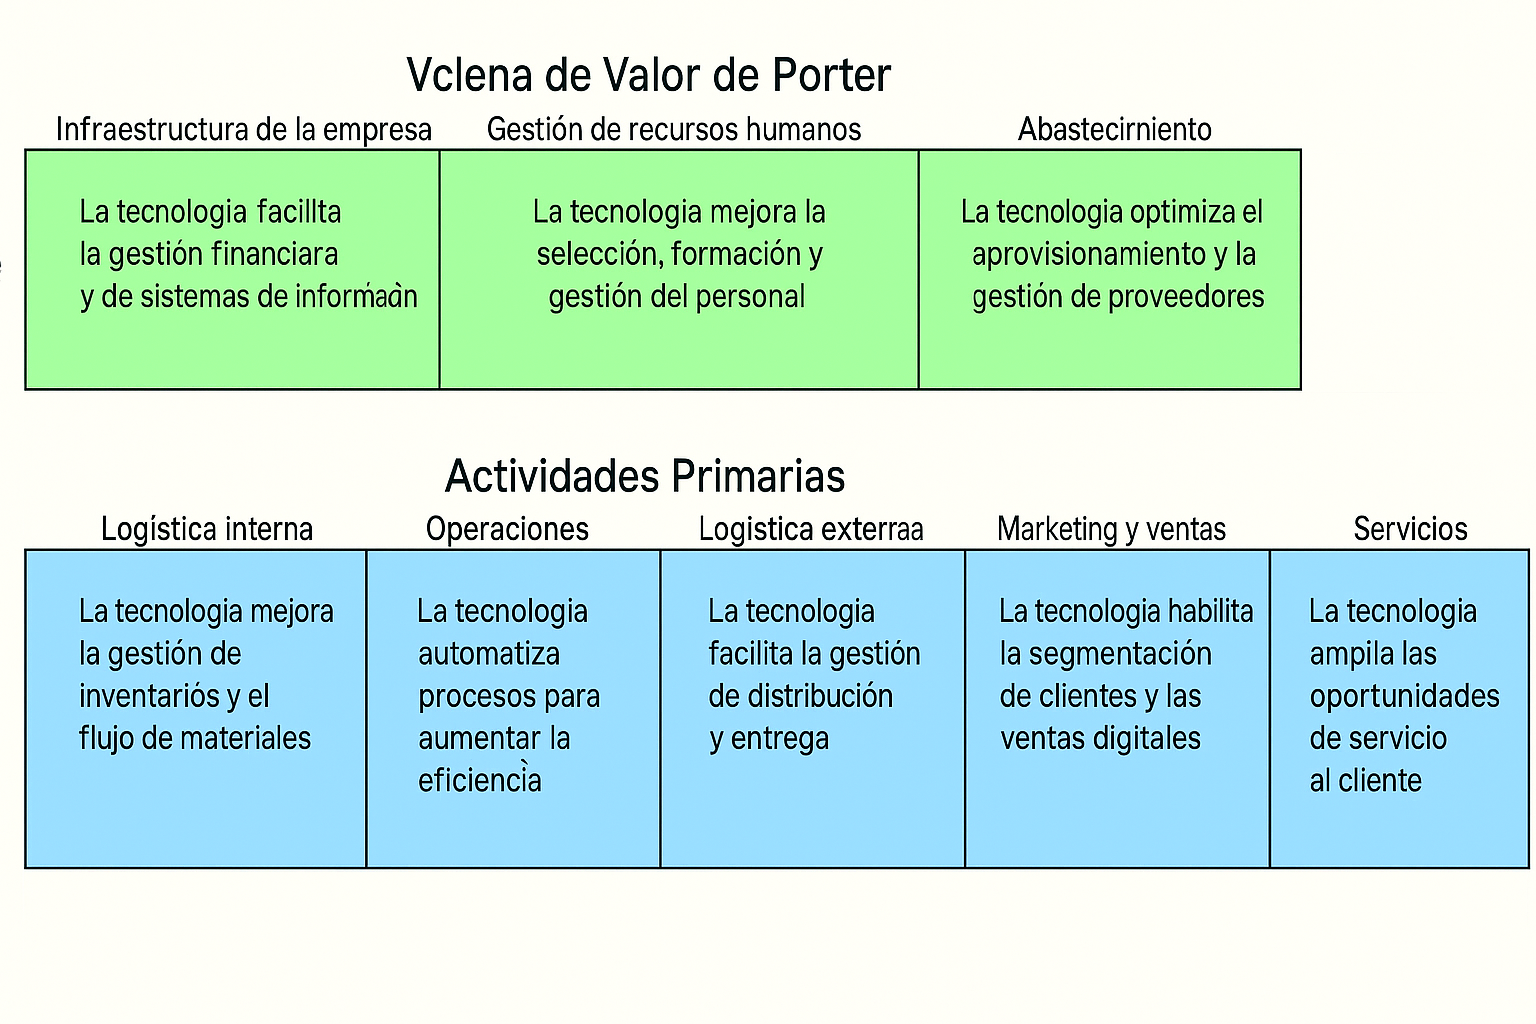 Vclena de Valor de Porter
Infraestructura de la empresa
Gestión de recursos humanos
Abastecirniento
La tecnologia facillta
la gestión financiara
y de sistemas de
La tecnologia mejora la
selección, formación y
gestión del personal
La tecnologia optimiza el
aprovisionamiento y la
gestión de proveedores
Actividades Primarias
Logística interna
Operaciones
Logistica exterraa
Marketing y ventas
Servicios
La tecnologia mejora
la gestión de
inventariós y el
flujo de materiales
La tecnologia
automatiza
procesos para
aumentar la
eficiencìa
La tecnologia
facilita la gestión
de distribución
y entrega
La tecnologia habilita
la segmentación
de clientes y las
ventas digitales
La tecnologia
ampila las
oportunidades
de servicio
al cliente